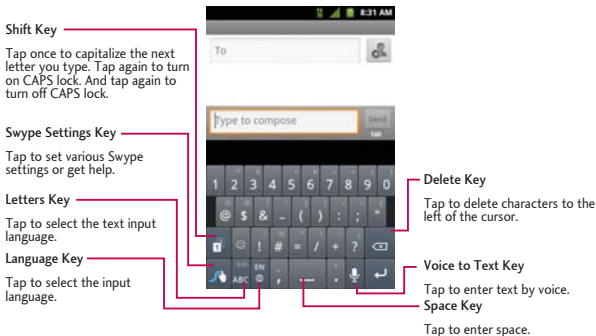 Shift Key
Tap once to capitalize the next
letter you type. Tap again to turn
on CAPS lock. And tap again to
turn off CAPS lock.
Swype Settings Key
Tap to set various Swype
settings or get help.
Letters Key
Tap to select the text input
language.
Language Key
Tap to select the input
language.
8:31 AM
To
Type to compose
Send
160
1 2 3 4 5 6 7 8 9 0
@ $ & _ ( ) : ; "
! # = / + ?
ABC EN
Delete Key
Tap to delete characters to the
left of the cursor.
Voice to Text Key
Tap to enter text by voice.
Space Key
Tap to enter space.